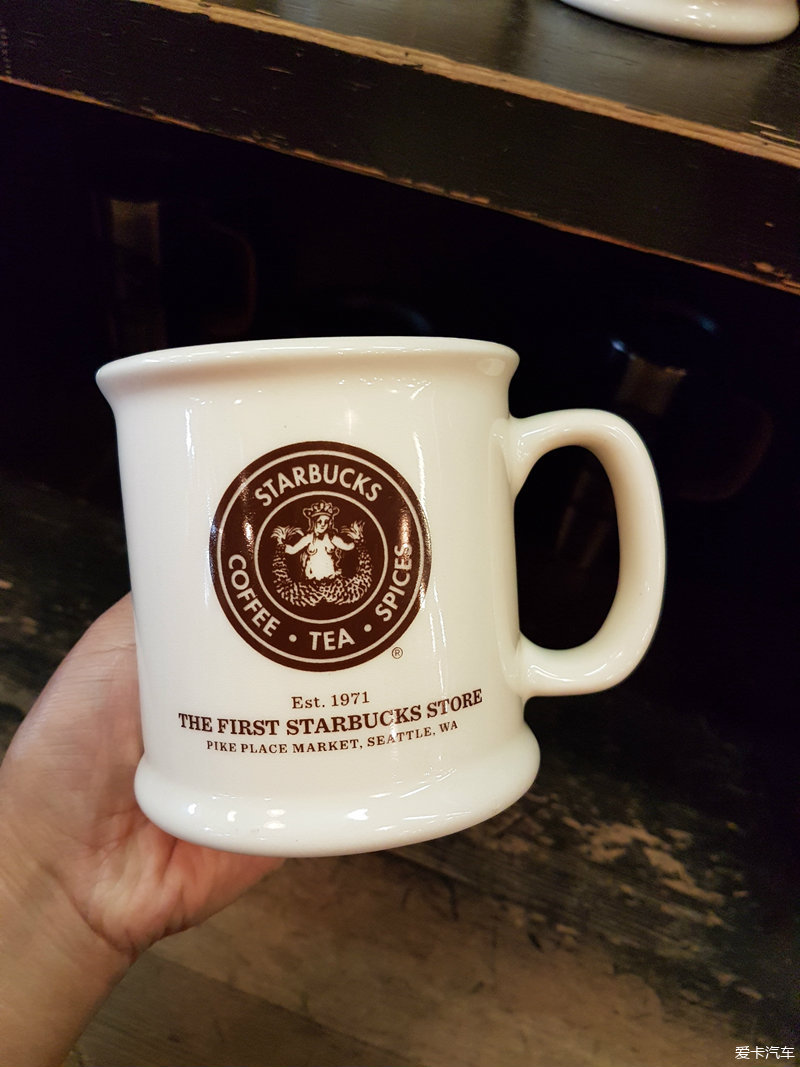 STARBUCKS
COFFEE • TEA • SPICES
®
Est. 1971
THE FIRST STARBUCKS STORE
PIKE PLACE MARKET, SEATTLE, WA
爱卡汽车